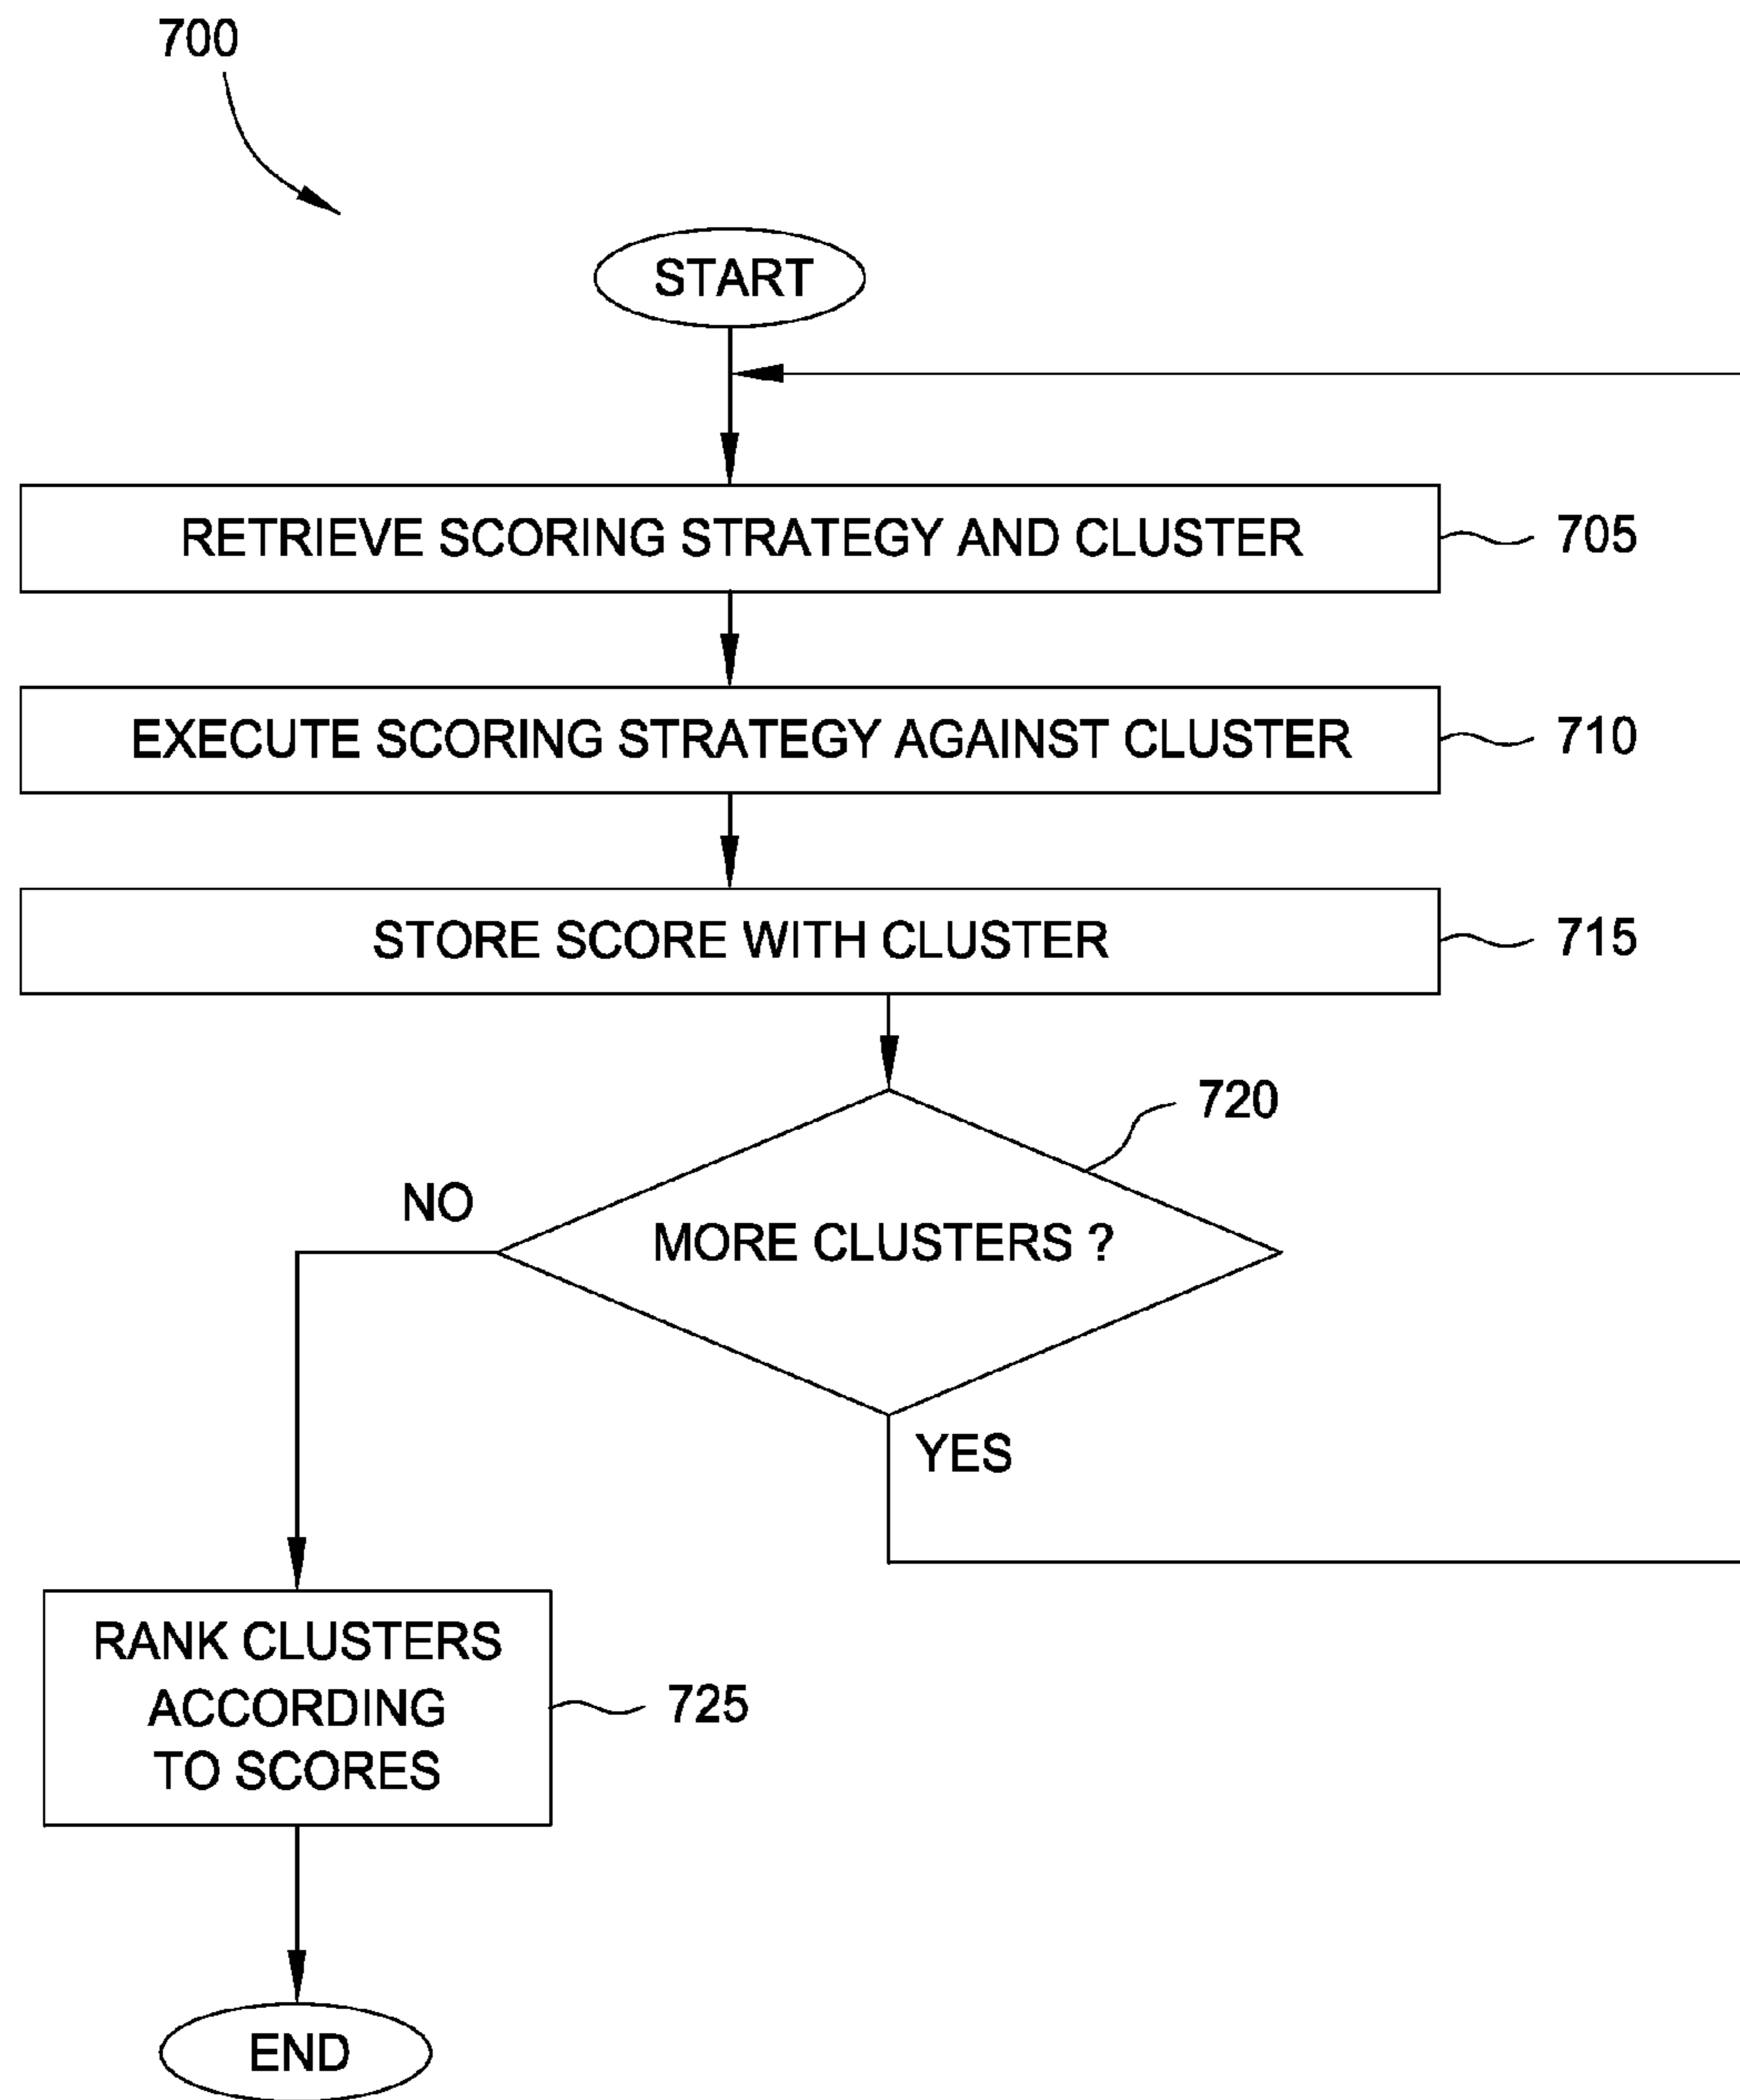 700
START
RETRIEVE SCORING STRATEGY AND CLUSTER
705
EXECUTE SCORING STRATEGY AGAINST CLUSTER
710
STORE SCORE WITH CLUSTER
715
720
NO
MORE CLUSTERS ?
YES
RANK CLUSTERS
ACCORDING
TO SCORES
725
END